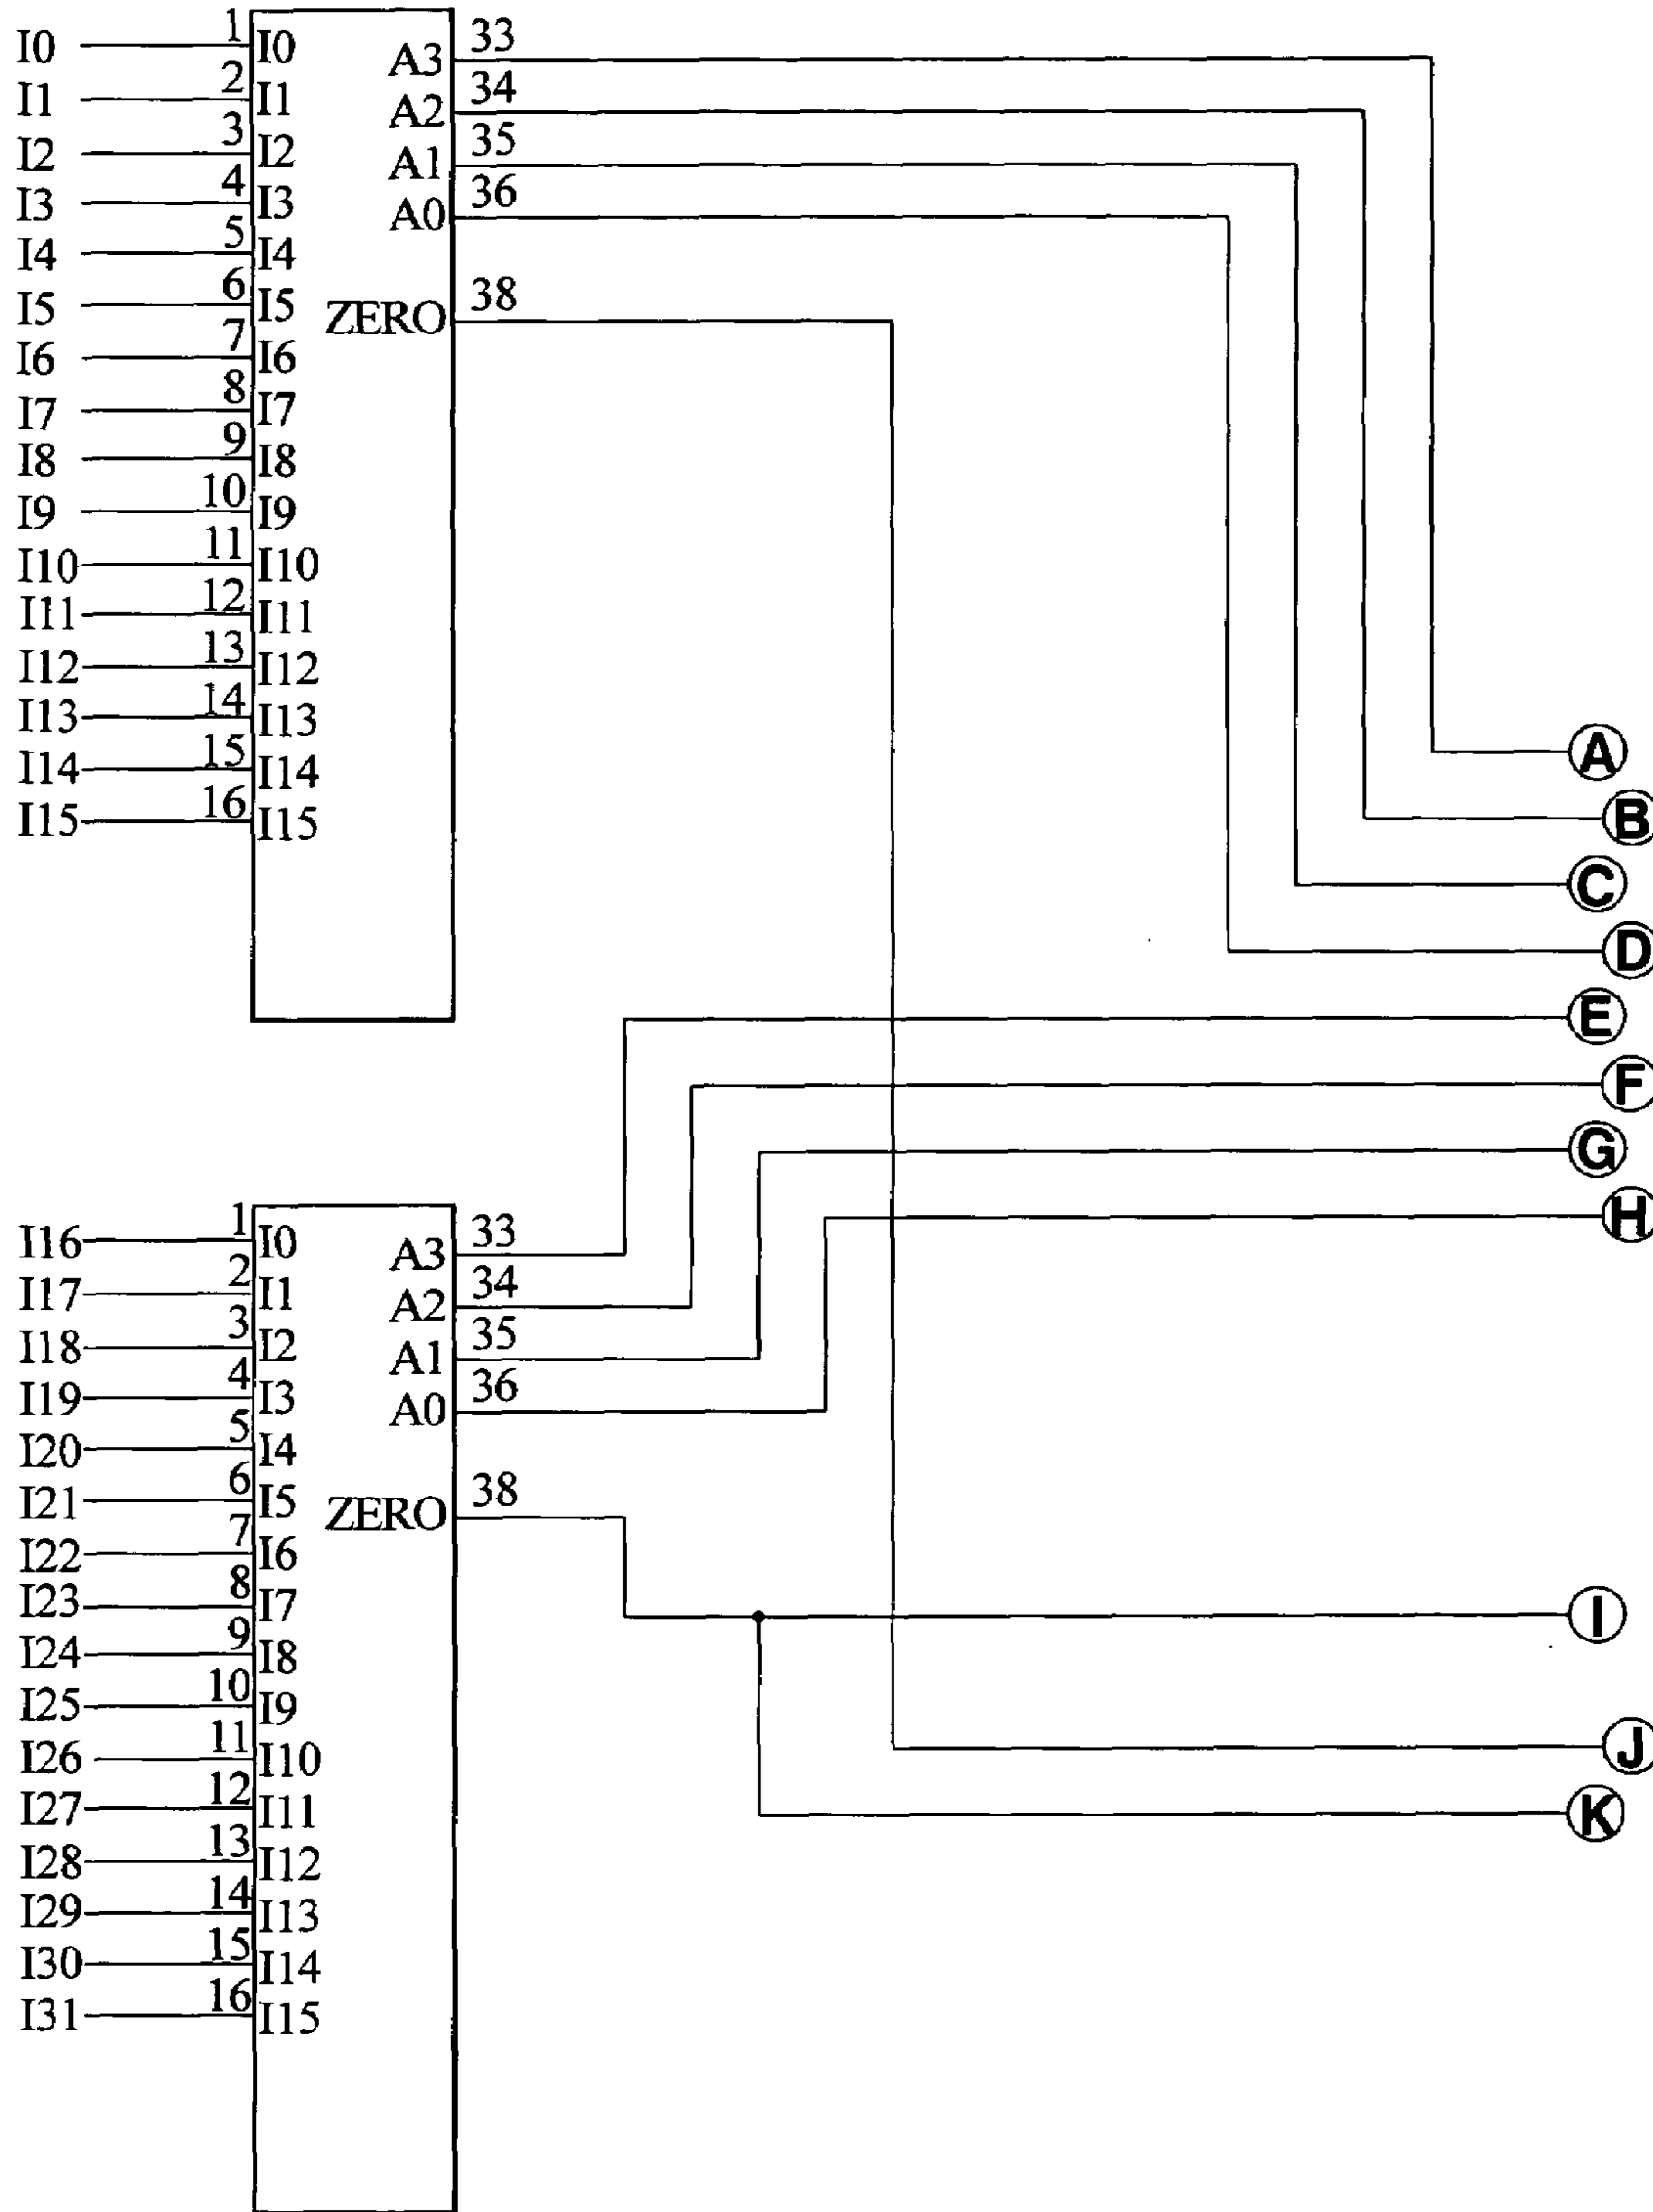 I0 1 I0 A3 33
I1 2 I1 A2 34
I2 3 I2 A1 35
I3 4 I3 A0 36
I4 5 I4
I5 6 I5 ZERO 38
I6 7 I6
I7 8 I7
I8 9 I8
I9 10 I9
I10 11 I10
I11 12 I11
I12 13 I12
I13 14 I13
I14 15 I14
I15 16 I15
A
B
C
D
E
F
G
H
I16 1 I0 A3 33
I17 2 I1 A2 34
I18 3 I2 A1 35
I19 4 I3 A0 36
I20 5 I4
I21 6 I5 ZERO 38
I22 7 I6
I23 8 I7
I24 9 I8
I25 10 I9
I26 11 I10
I27 12 I11
I28 13 I12
I29 14 I13
I30 15 I14
I31 16 I15
I
J
K